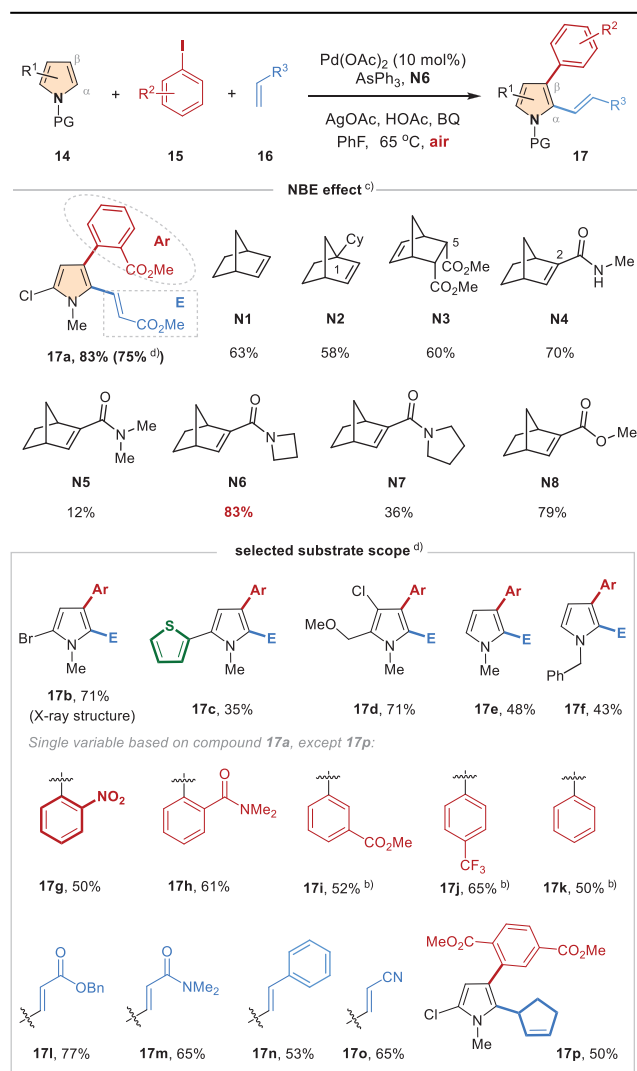 R1 β α N PG 14
+
I R2 15
+
R3 16
Pd(OAc)2 (10 mol%)
AsPh3, N6
AgOAc, HOAc, BQ
PhF, 65 oC, air
R2 R1 β N α R3 PG 17
NBE effect c)
Ar CO2Me Cl N Me E CO2Me
17a, 83% (75% d))
N1
63%
Cy 1
N2
58%
5 CO2Me CO2Me
N3
60%
2 O N H Me
N4
70%
O N Me Me
N5
12%
O N
N6
83%
O N
N7
36%
O O Me
N8
79%
selected substrate scope d)
Br N Me Ar E
17b, 71%
(X-ray structure)
S N Me Ar E
17c, 35%
Cl MeO N Me Ar E
17d, 71%
N Me Ar E
17e, 48%
Ph N Ar E
17f, 43%
Single variable based on compound 17a, except 17p:
NO2
17g, 50%
O NMe2
17h, 61%
CO2Me
17i, 52% b)
CF3
17j, 65% b)
17k, 50% b)
O OBn
17l, 77%
O NMe2
17m, 65%
17n, 53%
CN
17o, 65%
MeO2C CO2Me Cl N Me
17p, 50%